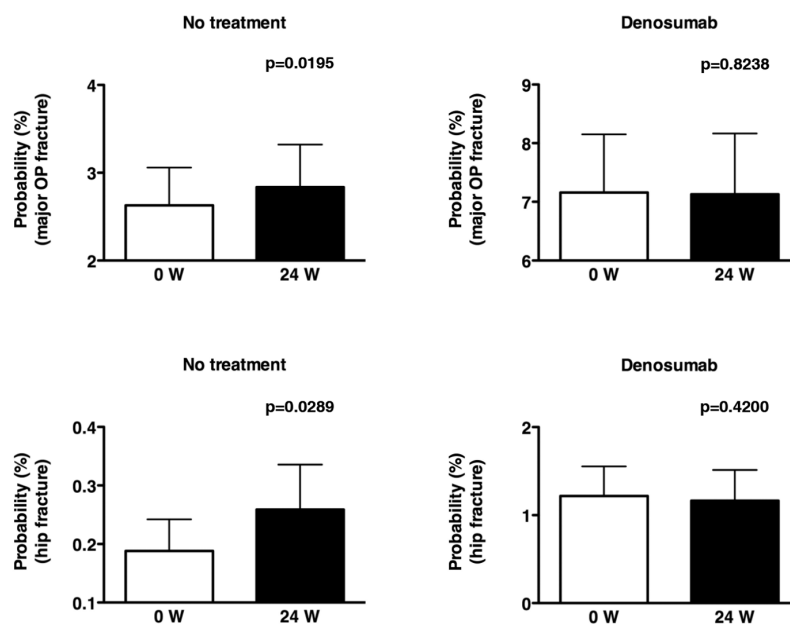 No treatment
p=0.0195
Probability (%)
(major OP fracture)
4
3
2
0 W
24 W
Denosumab
p=0.8238
Probability (%)
(major OP fracture)
9
8
7
6
0 W
24 W
No treatment
p=0.0289
Probability (%)
(hip fracture)
0.4
0.3
0.2
0.1
0 W
24 W
Denosumab
p=0.4200
Probability (%)
(hip fracture)
2
1
0
0 W
24 W